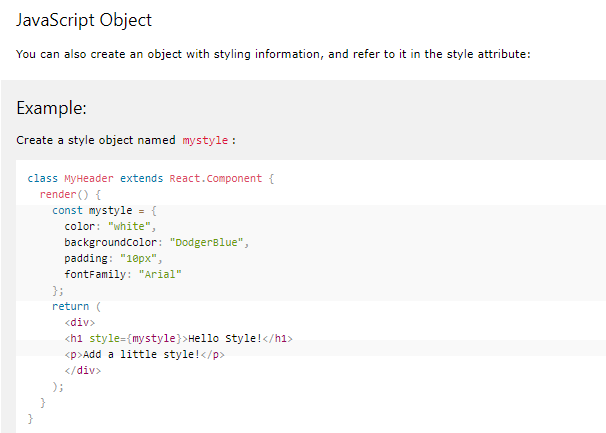 JavaScript Object
You can also create an object with styling information, and refer to it in the style attribute:
Example:
Create a style object named mystyle :
class MyHeader extends React.Component {
  render() {
    const mystyle = {
      color: "white",
      backgroundColor: "DodgerBlue",
      padding: "10px",
      fontFamily: "Arial"
    };
    return (
      <div>
      <h1 style={mystyle}>Hello Style!</h1>
      <p>Add a little style!</p>
      </div>
    );
  }
}